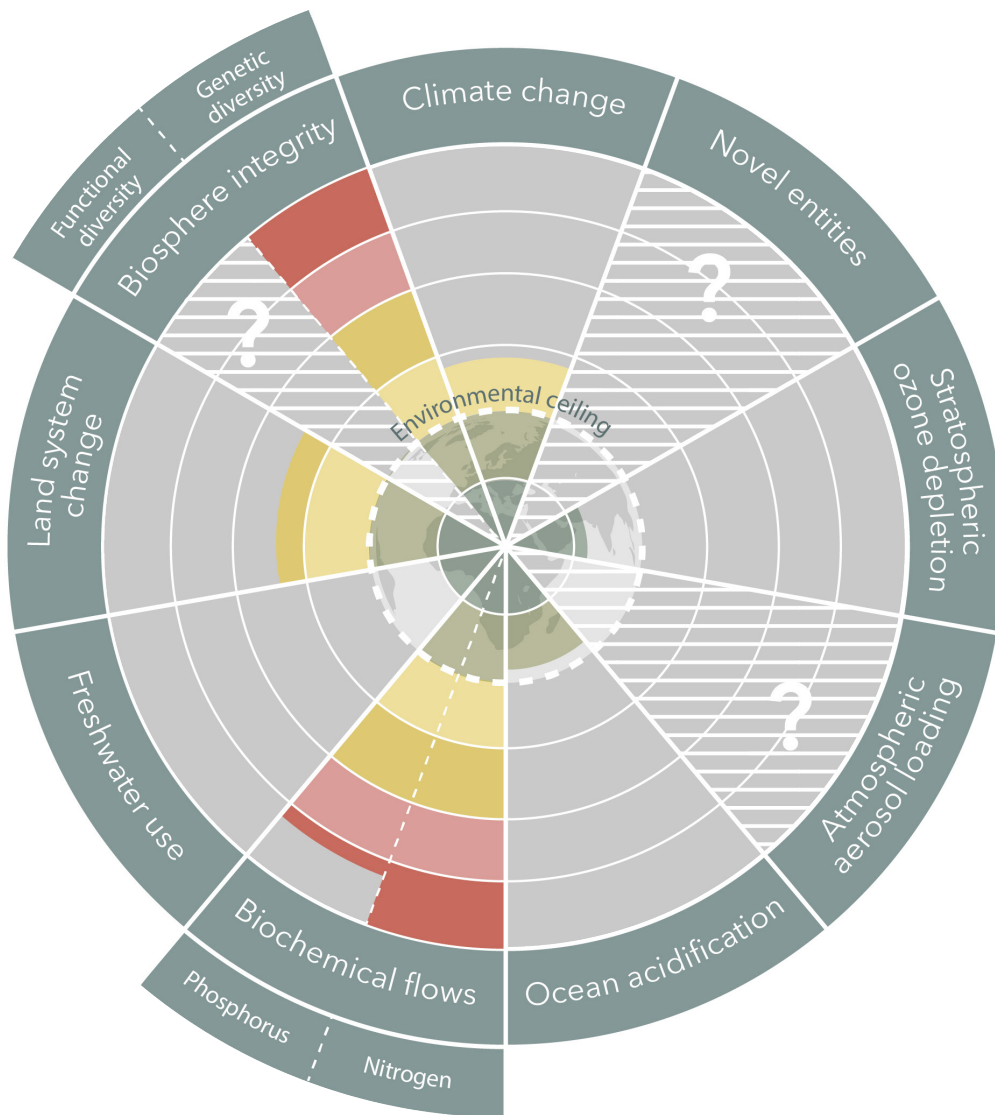 Genetic
diversity
Functional
diversity
Biosphere integrity
Climate change
Novel entities
Stratospheric
ozone depletion
Atmospheric
aerosol loading
Ocean acidification
Biochemical flows
Phosphorus
Nitrogen
Freshwater use
Land system
change
Environmental ceiling
?
?
?